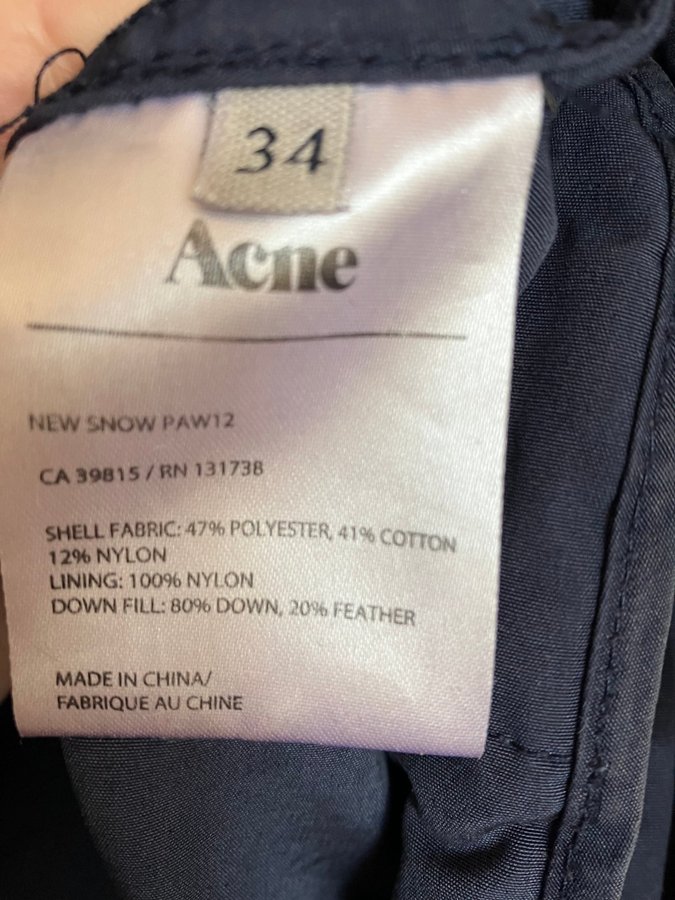 34
Acne
NEW SNOW PAW12
CA 39815 / RN 131738
SHELL FABRIC: 47% POLYESTER, 41% COTTON
12% NYLON
LINING: 100% NYLON
DOWN FILL: 80% DOWN, 20% FEATHER
MADE IN CHINA/
FABRIQUE AU CHINE